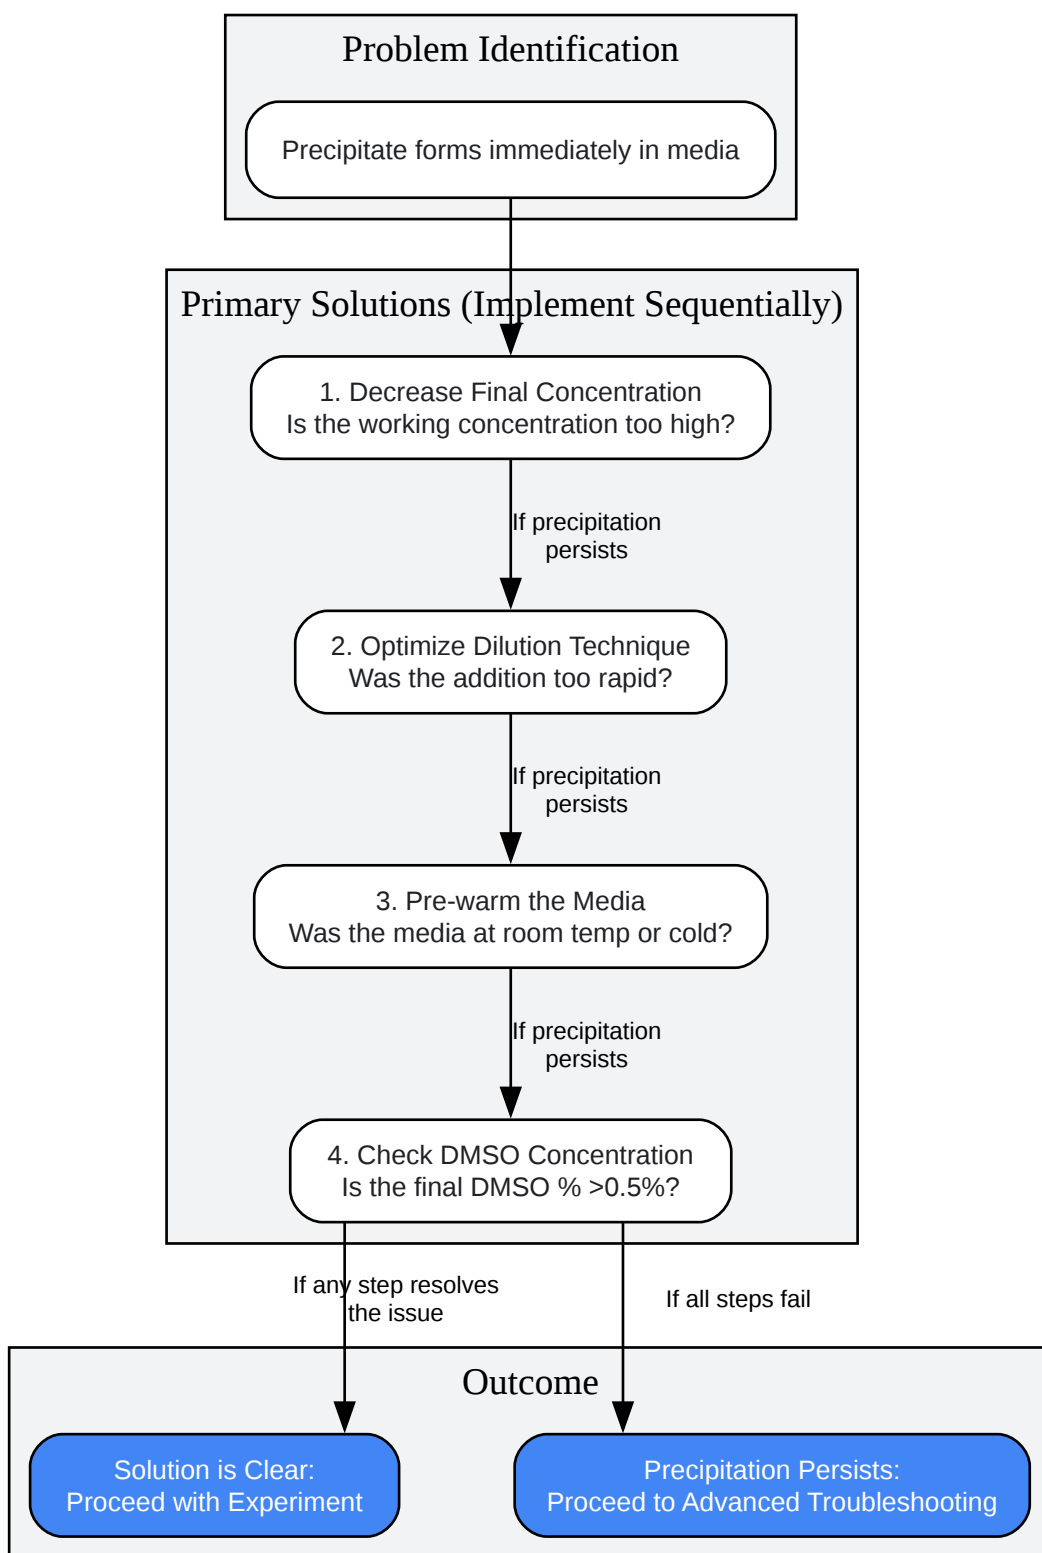 Problem Identification
Precipitate forms immediately in media
Primary Solutions (Implement Sequentially)
1. Decrease Final Concentration
Is the working concentration too high?
If precipitation
persists
2. Optimize Dilution Technique
Was the addition too rapid?
If precipitation
persists
3. Pre-warm the Media
Was the media at room temp or cold?
If precipitation
persists
4. Check DMSO Concentration
Is the final DMSO % >0.5%?
If any step resolves
the issue
If all steps fail
Outcome
Solution is Clear:
Proceed with Experiment
Precipitation Persists:
Proceed to Advanced Troubleshooting